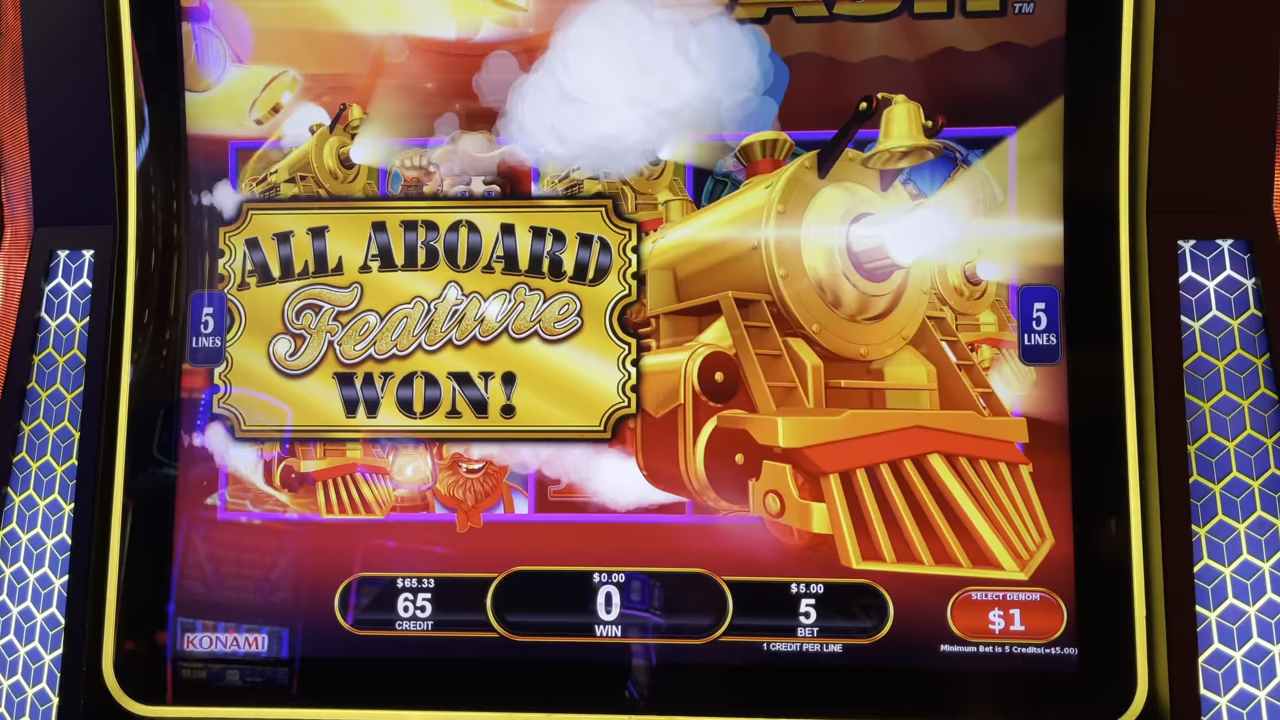 TM
ALL ABOARD
Feature
WON!
5
LINES
5
LINES
$65.33
65
CREDIT
$0.00
0
WIN
$5.00
5
BET
1 CREDIT PER LINE
SELECT DENOM
$1
Minimum Bet is 5 Credits(=$5.00)
KONAMI